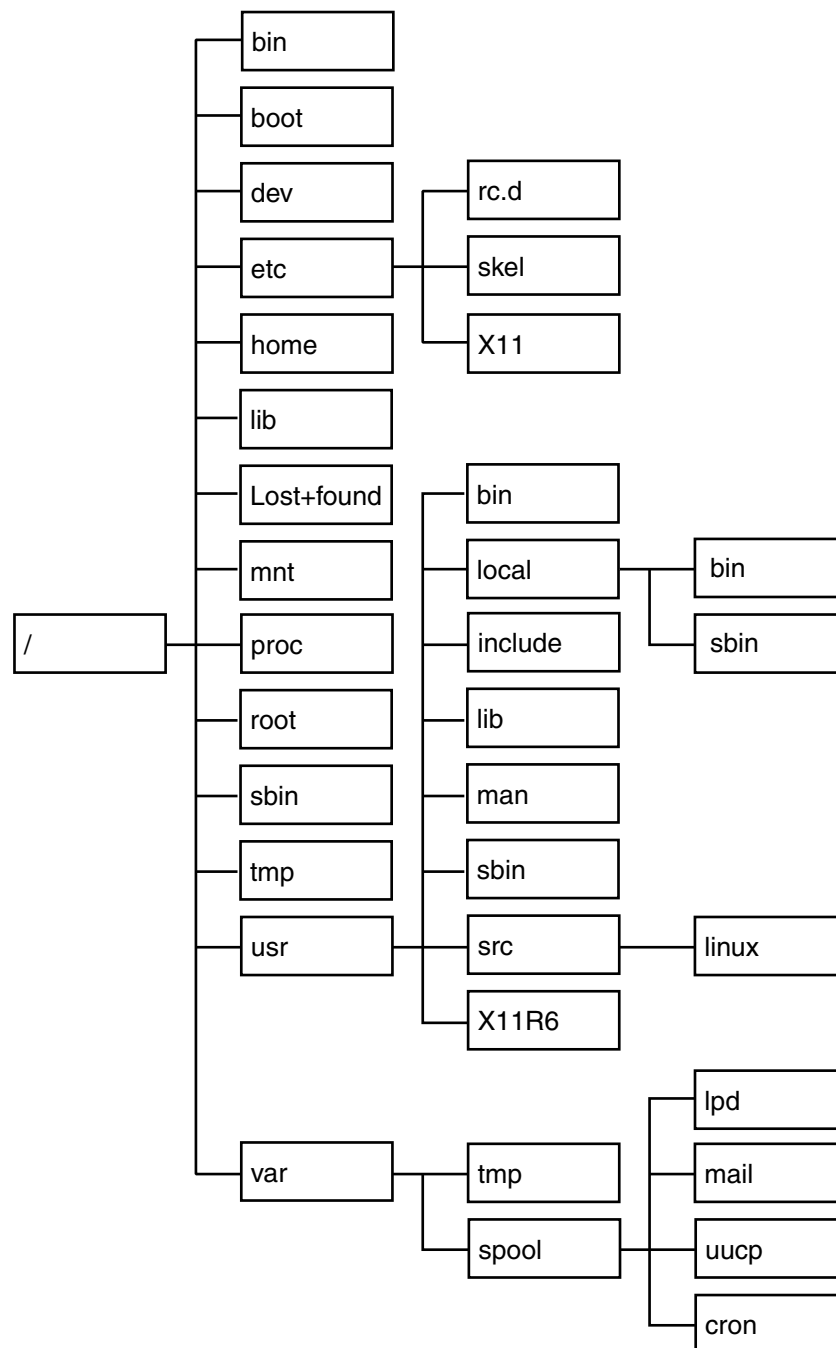 bin
boot
dev
rc.d
etc
skel
home
X11
lib
Lost+found
bin
mnt
local
bin
/
proc
include
sbin
root
lib
sbin
man
tmp
sbin
usr
src
linux
X11R6
lpd
var
tmp
mail
spool
uucp
cron